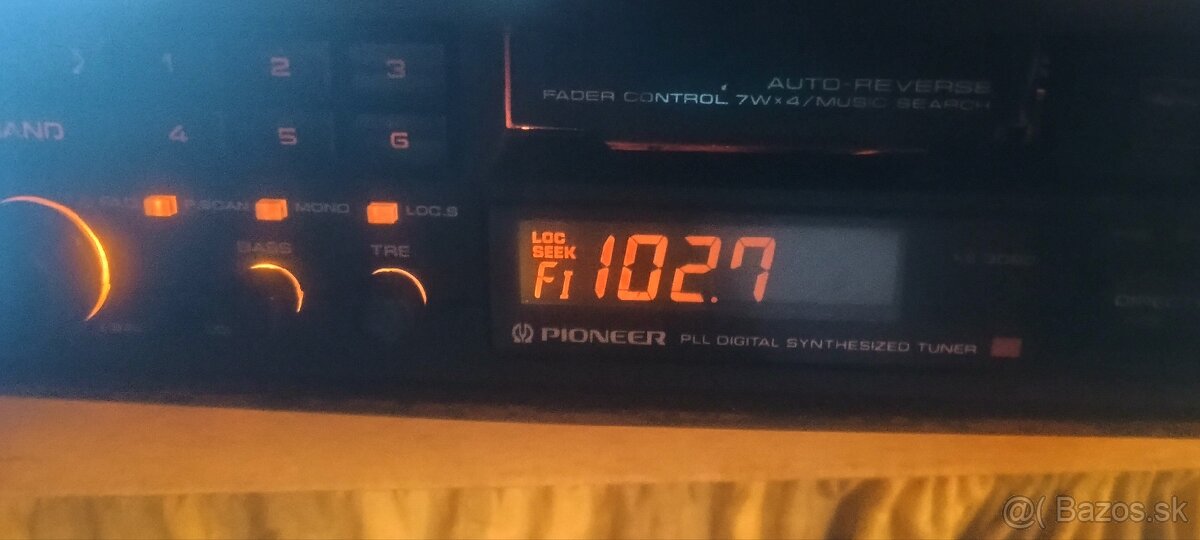 1 2 3
AUTO-REVERSE
FADER CONTROL 7W×4/MUSIC SEARCH
AND 4 5 6
P.SCAN MONO LOC.S
BASS TRE
LOC
SEEK
FI 102.7
PIONEER PLL DIGITAL SYNTHESIZED TUNER
Bazos.sk